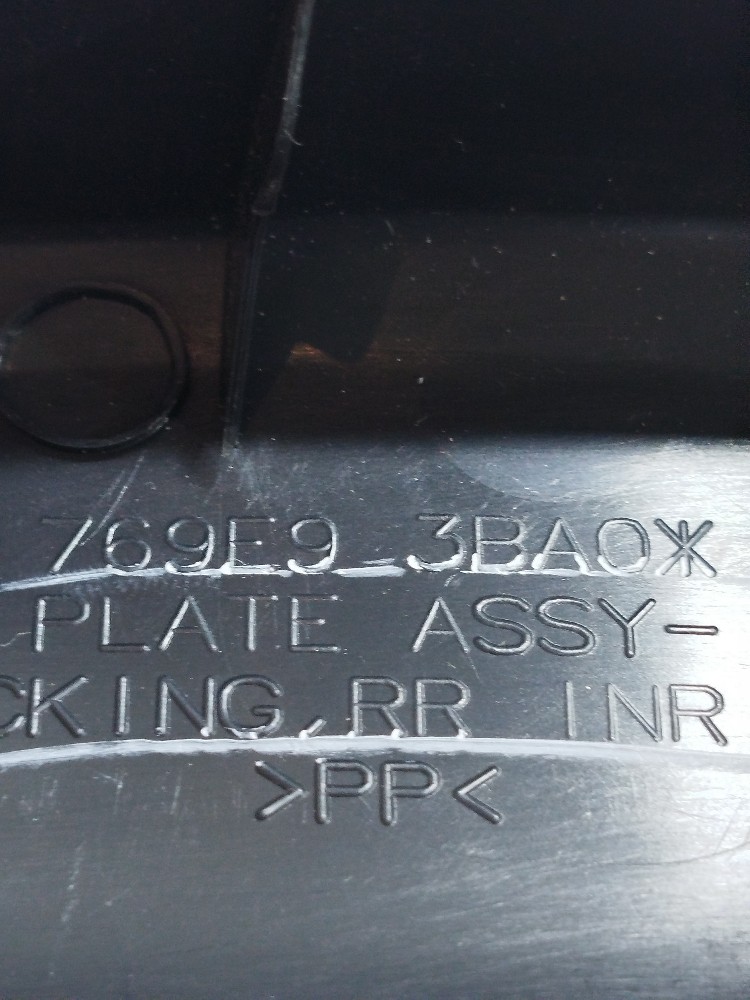 769E9 3BA0*
PLATE ASSY-
CKING,RR INR
>PP<